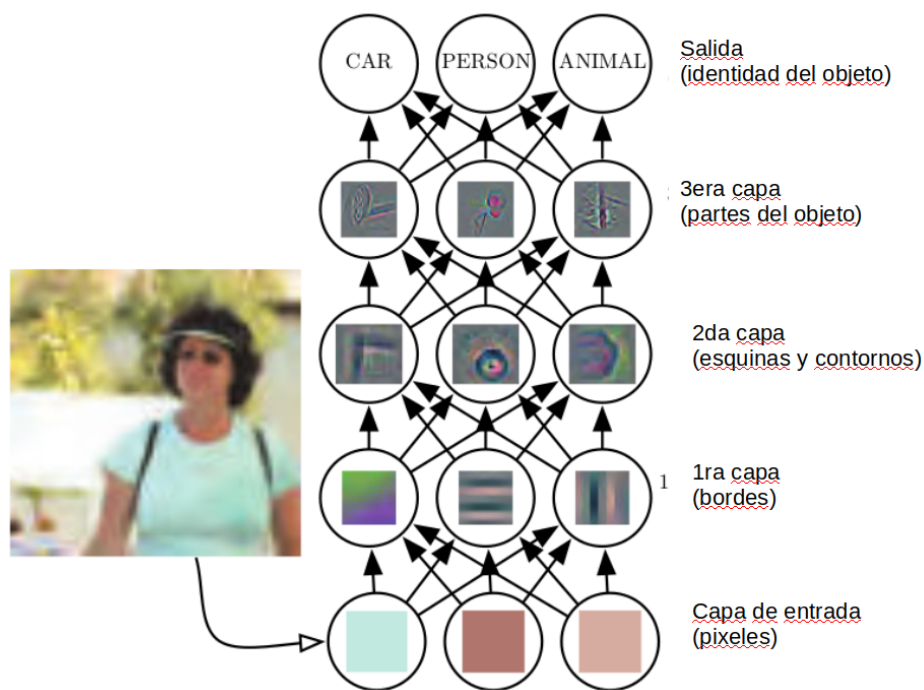 CAR PERSON ANIMAL
Salida
(identidad del objeto)
3era capa
(partes del objeto)
2da capa
(esquinas y contornos)
1
1ra capa
(bordes)
Capa de entrada
(pixeles)